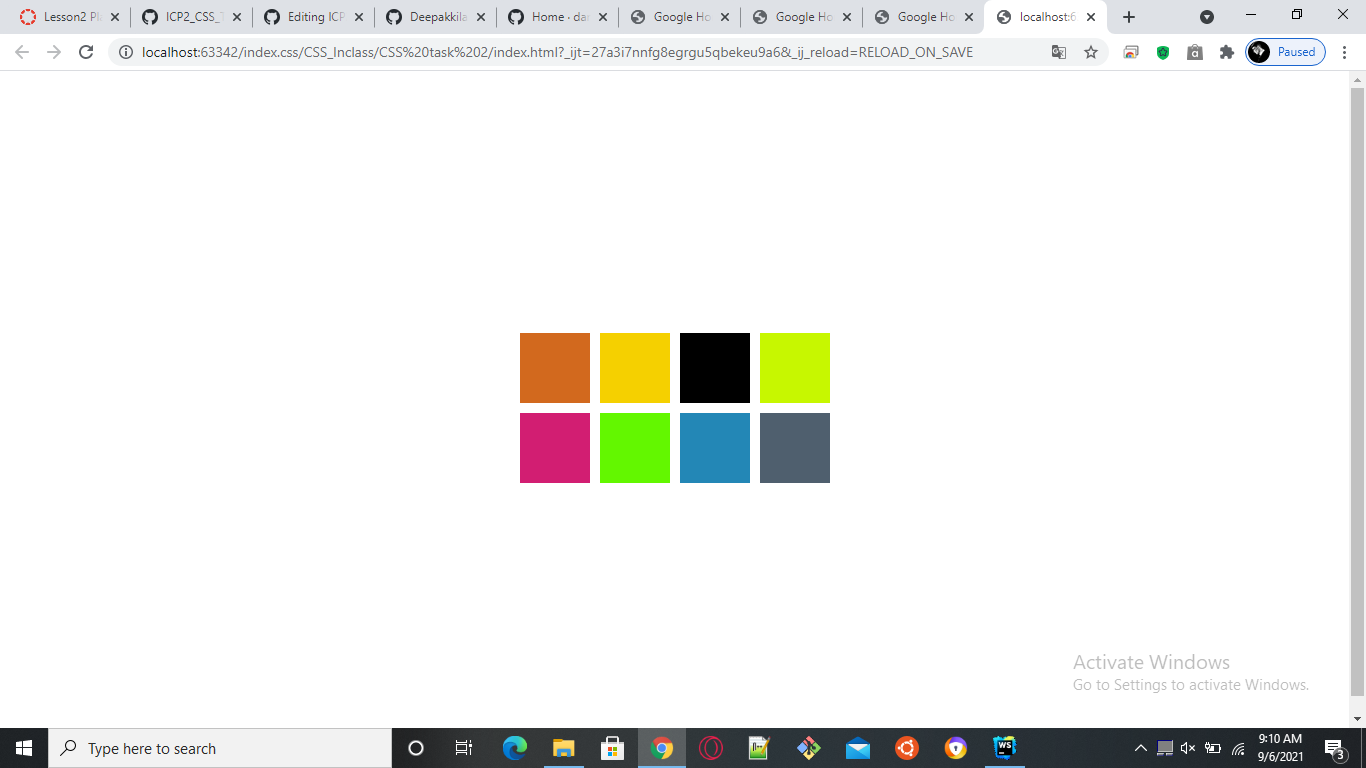 Lesson2 Pl
ICP2_CSS_T
Editing ICP
Deepakkila
Home · da
Google Ho
Google Ho
Google Ho
localhost:6
localhost:63342/index.css/CSS_Inclass/CSS%20task%202/index.html?_ijt=27a3i7nnfg8egrgu5qbekeu9a6&_ij_reload=RELOAD_ON_SAVE
Paused
Activate Windows
Go to Settings to activate Windows.
Type here to search
WS
9:10 AM
9/6/2021
3